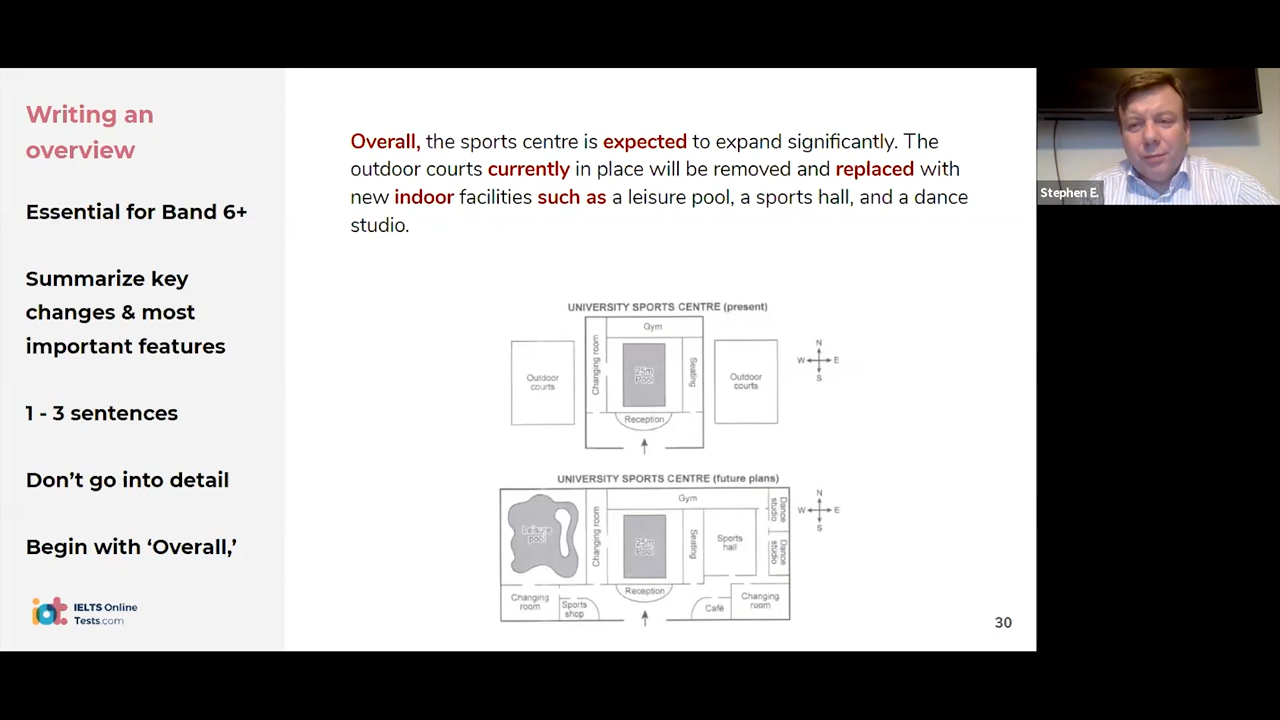 Writing an
overview
Essential for Band 6+
Summarize key
changes & most
important features
1 - 3 sentences
Don’t go into detail
Begin with ‘Overall,’
iot
IELTS Online
Tests.com
Overall, the sports centre is expected to expand significantly. The
outdoor courts currently in place will be removed and replaced with
new indoor facilities such as a leisure pool, a sports hall, and a dance
studio.
UNIVERSITY SPORTS CENTRE (present)
Gym
Changing room
25m
Pool
Seating
Outdoor
courts
Outdoor
courts
Reception
N
W E
S
UNIVERSITY SPORTS CENTRE (future plans)
Gym
Leisure
pool
Changing room
25m
Pool
Seating
Sports
hall
Dance
studio
Dance
studio
Reception
Changing
room
Sports
shop
Café
Changing
room
N
W E
S
30
Stephen E.